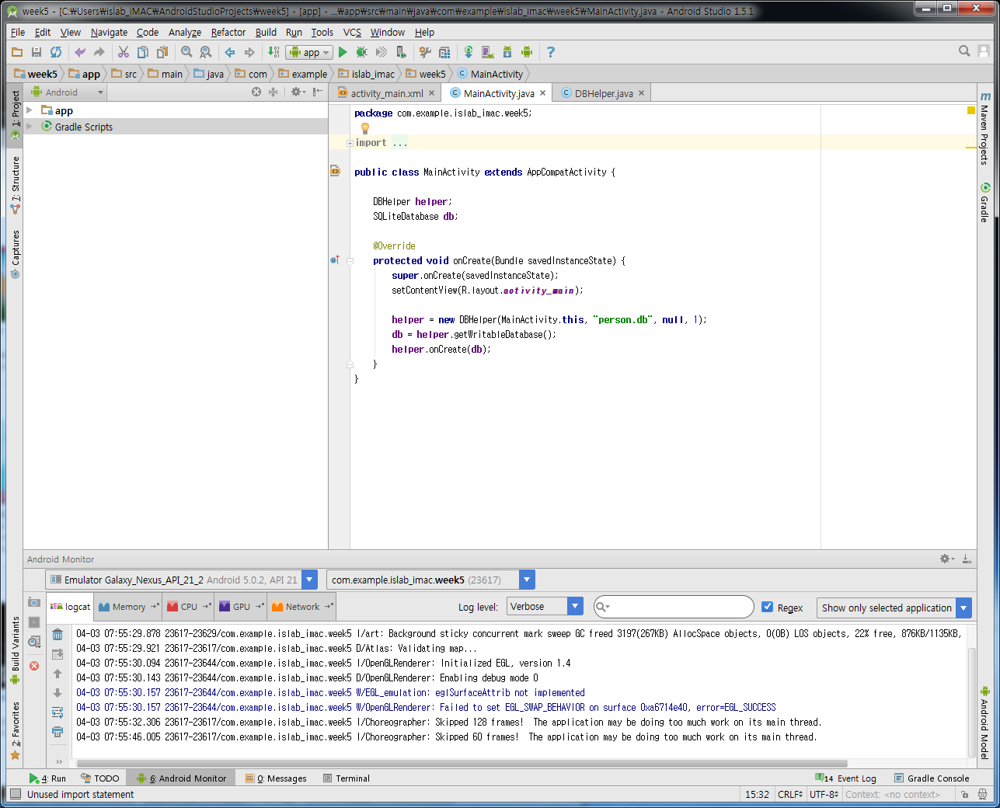 week5 - [C:₩Users₩islab_iMAC₩AndroidStudioProjects₩week5] - [app] - ...₩app₩src₩main₩java₩com₩example₩islab_imac₩week5₩MainActivity.java - Android Studio 1.5.1
File Edit View Navigate Code Analyze Refactor Build Run Tools VCS Window Help
app
week5 app src main java com example islab_imac week5 MainActivity
Android
activity_main.xml MainActivity.java DBHelper.java
app
Gradle Scripts
1: Project
7: Structure
Captures
Build Variants
2: Favorites
package com.example.islab_imac.week5;
import ...
public class MainActivity extends AppCompatActivity {
DBHelper helper;
SQLiteDatabase db;
@Override
protected void onCreate(Bundle savedInstanceState) {
super.onCreate(savedInstanceState);
setContentView(R.layout.activity_main);
helper = new DBHelper(MainActivity.this, "person.db", null, 1);
db = helper.getWritableDatabase();
helper.onCreate(db);
}
}
m
Maven Projects
Gradle
Android Model
Android Monitor
Emulator Galaxy_Nexus_API_21_2 Android 5.0.2, API 21 com.example.islab_imac.week5 (23617)
logcat Memory CPU GPU Network Log level: Verbose Regex Show only selected application
04-03 07:55:29.878 23617-23629/com.example.islab_imac.week5 I/art: Background sticky concurrent mark sweep GC freed 3197(267KB) AllocSpace objects, 0(0B) LOS objects, 22% free, 876KB/1135KB,
04-03 07:55:29.921 23617-23617/com.example.islab_imac.week5 D/Atlas: Validating map...
04-03 07:55:30.094 23617-23644/com.example.islab_imac.week5 I/OpenGLRenderer: Initialized EGL, version 1.4
04-03 07:55:30.143 23617-23644/com.example.islab_imac.week5 D/OpenGLRenderer: Enabling debug mode 0
04-03 07:55:30.157 23617-23644/com.example.islab_imac.week5 W/EGL_emulation: eglSurfaceAttrib not implemented
04-03 07:55:30.157 23617-23644/com.example.islab_imac.week5 W/OpenGLRenderer: Failed to set EGL_SWAP_BEHAVIOR on surface 0xa6714e40, error=EGL_SUCCESS
04-03 07:55:32.306 23617-23617/com.example.islab_imac.week5 I/Choreographer: Skipped 128 frames!  The application may be doing too much work on its main thread.
04-03 07:55:46.005 23617-23617/com.example.islab_imac.week5 I/Choreographer: Skipped 60 frames!  The application may be doing too much work on its main thread.
4: Run TODO 6: Android Monitor 0: Messages Terminal 14 Event Log Gradle Console
Unused import statement 15:32 CRLF UTF-8 Context: <no context>